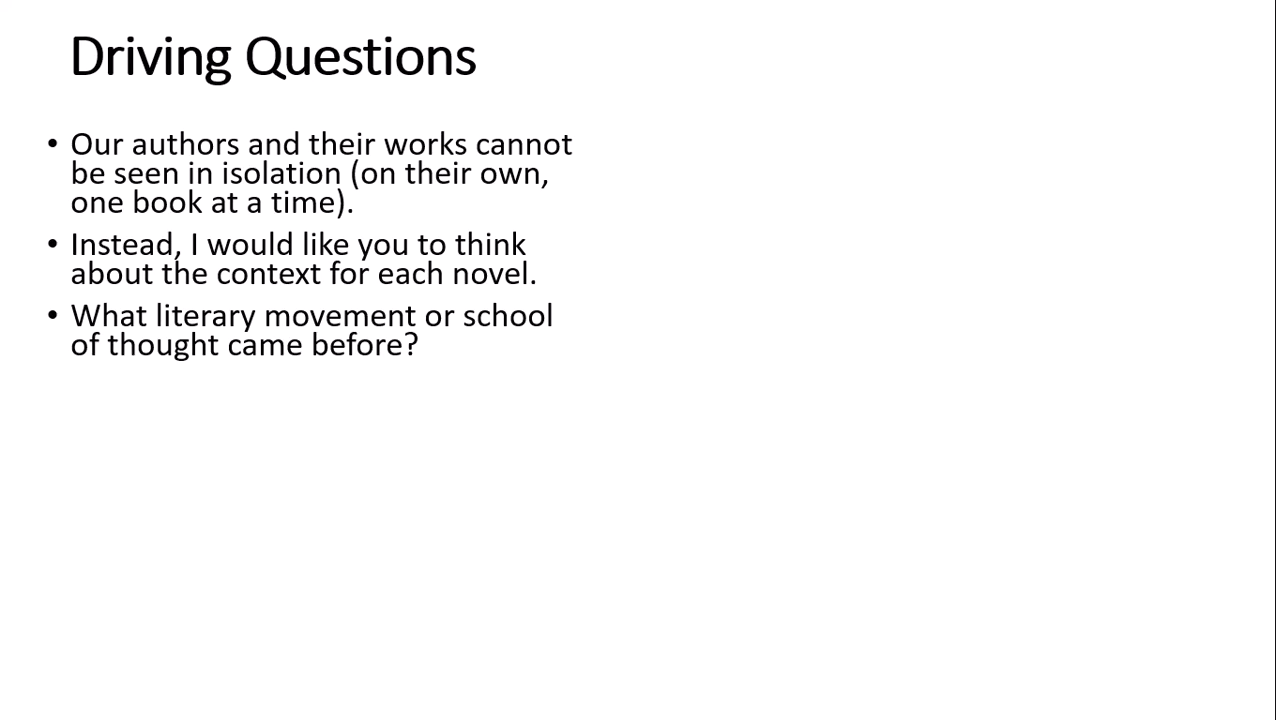 Driving Questions
• Our authors and their works cannot
be seen in isolation (on their own,
one book at a time).
• Instead, I would like you to think
about the context for each novel.
• What literary movement or school
of thought came before?